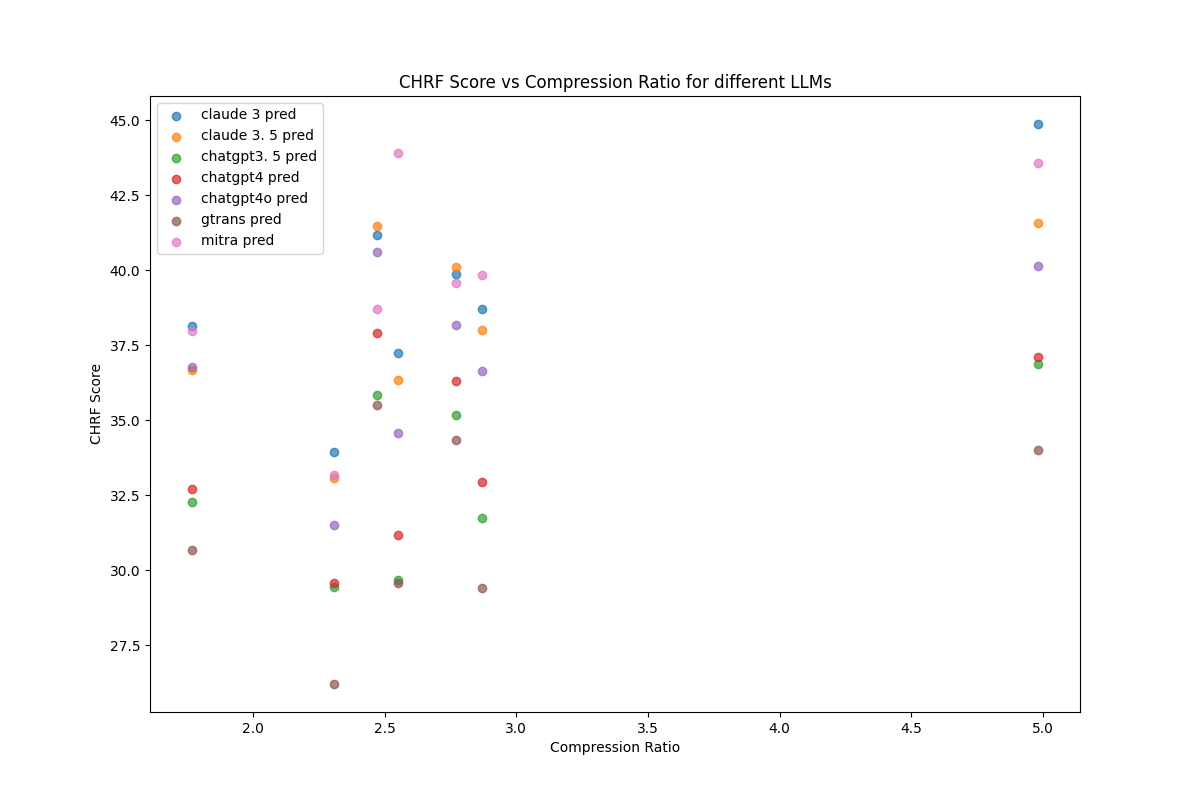 CHRF Score vs Compression Ratio for different LLMs
claude 3 pred
claude 3. 5 pred
chatgpt3. 5 pred
chatgpt4 pred
chatgpt4o pred
gtrans pred
mitra pred
45.0
42.5
40.0
37.5
35.0
32.5
30.0
27.5
CHRF Score
2.0 2.5 3.0 3.5 4.0 4.5 5.0
Compression Ratio